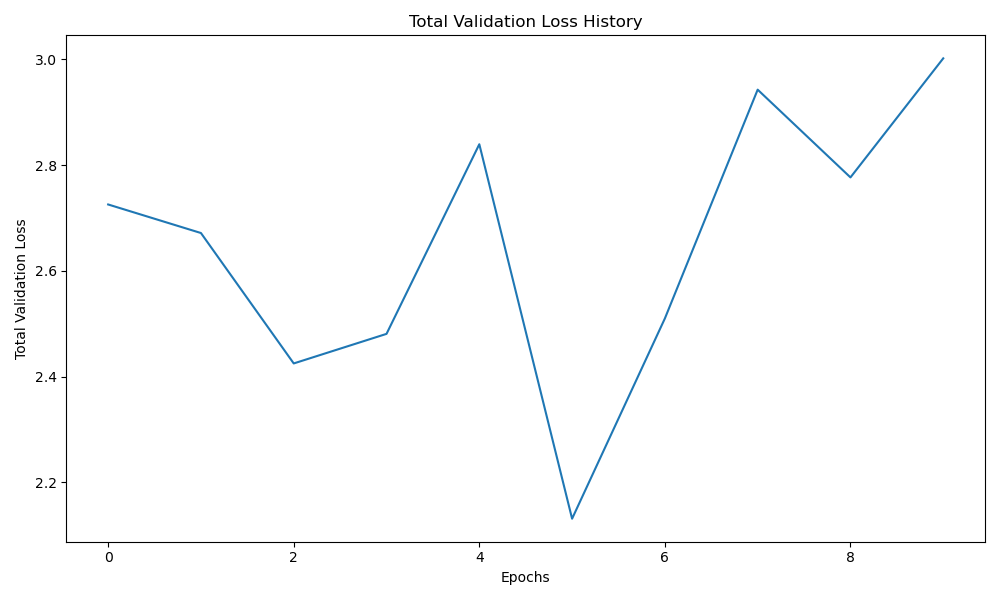 Total Validation Loss History
Total Validation Loss
3.0
2.8
2.6
2.4
2.2
0 2 4 6 8
Epochs